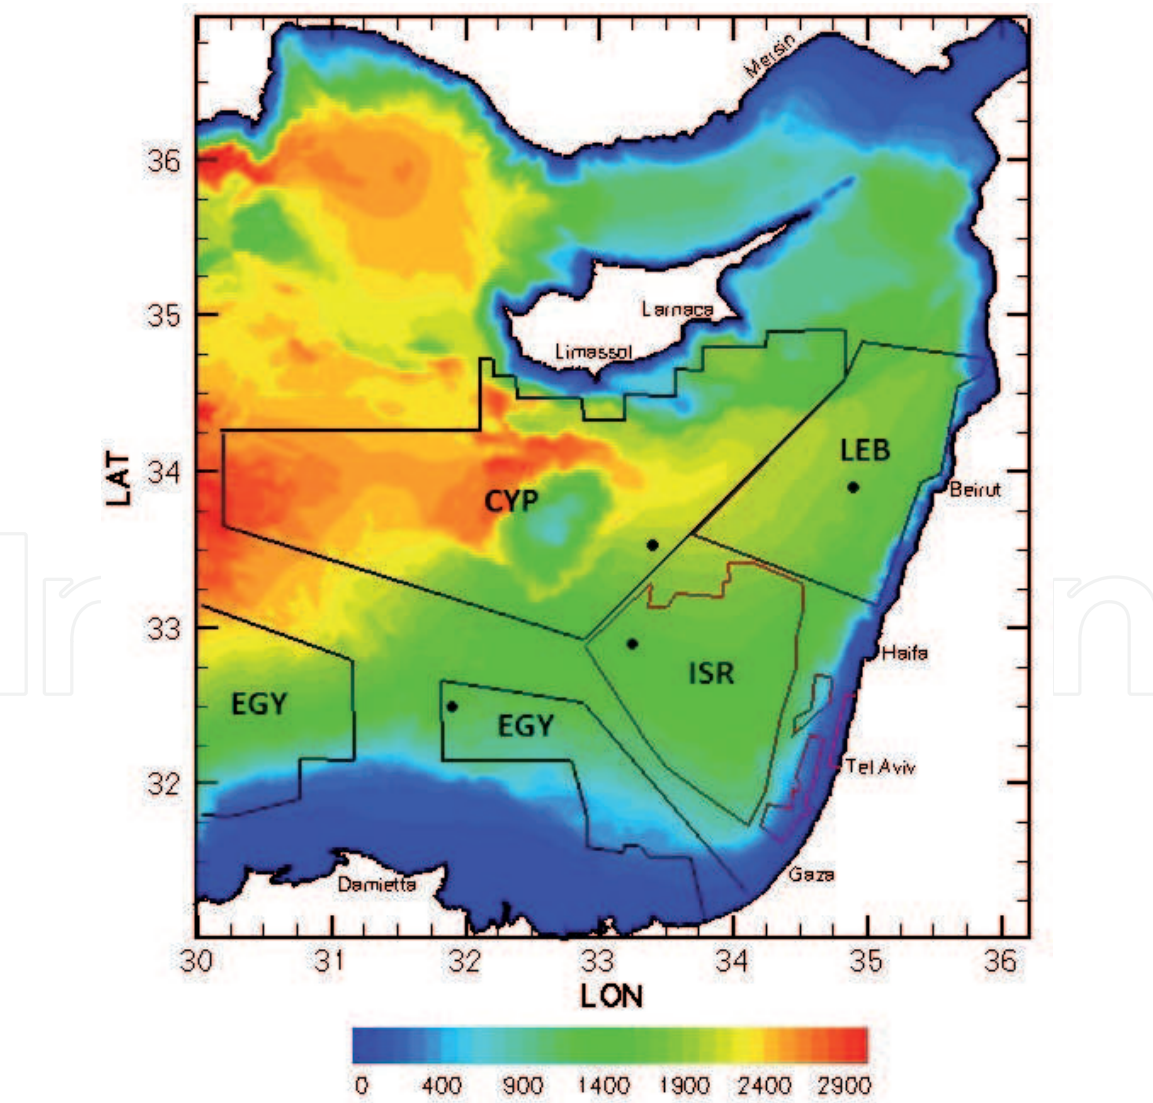 Mersin
36
35
Larnaca
Limassol
LEB
34
CYP
Beirut
LAT
33
Haifa
ISR
EGY
EGY
32
Tel Aviv
Gaza
Damietta
30 31 32 33 34 35 36
LON
0 400 900 1400 1900 2400 2900